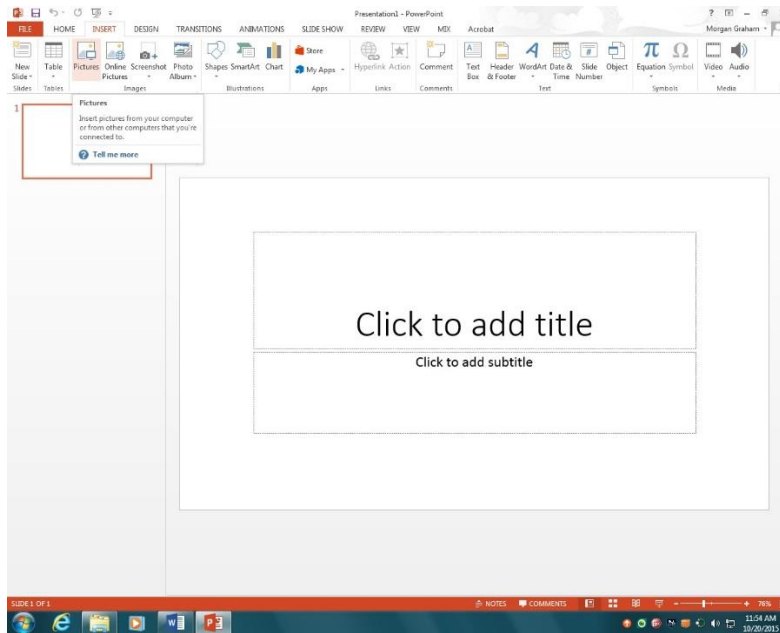 Presentation1 - PowerPoint
FILE HOME INSERT DESIGN TRANSITIONS ANIMATIONS SLIDE SHOW REVIEW VIEW MIX Acrobat Morgan Graham
New Slide Table Pictures Online Pictures Screenshot Photo Album Shapes SmartArt Chart Store My Apps Hyperlink Action Comment Text Box Header & Footer WordArt Date & Time Slide Number Object Equation Symbol Video Audio
Slides Tables Images Illustrations Apps Links Comments Text Symbols Media
Pictures
Insert pictures from your computer
or from other computers that you're
connected to.
Tell me more
1
Click to add title
Click to add subtitle
SLIDE 1 OF 1 NOTES COMMENTS 76%
11:54 AM
10/20/2015